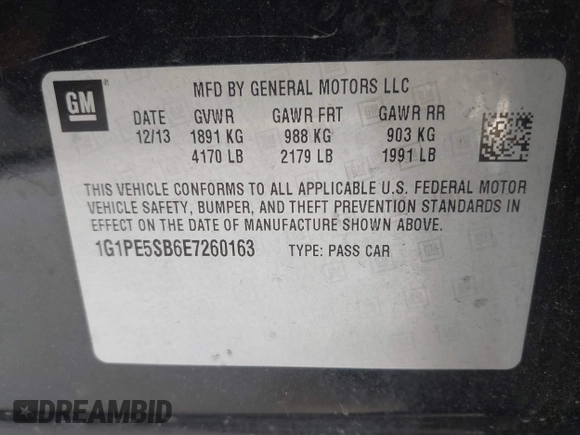 GM
MFD BY GENERAL MOTORS LLC
DATE GVWR GAWR FRT GAWR RR
12/13 1891 KG 988 KG 903 KG
4170 LB 2179 LB 1991 LB
THIS VEHICLE CONFORMS TO ALL APPLICABLE U.S. FEDERAL MOTOR
VEHICLE SAFETY, BUMPER, AND THEFT PREVENTION STANDARDS IN
EFFECT ON THE DATE OF MANUFACTURE SHOWN ABOVE.
1G1PE5SB6E7260163 TYPE: PASS CAR
DREAMBID